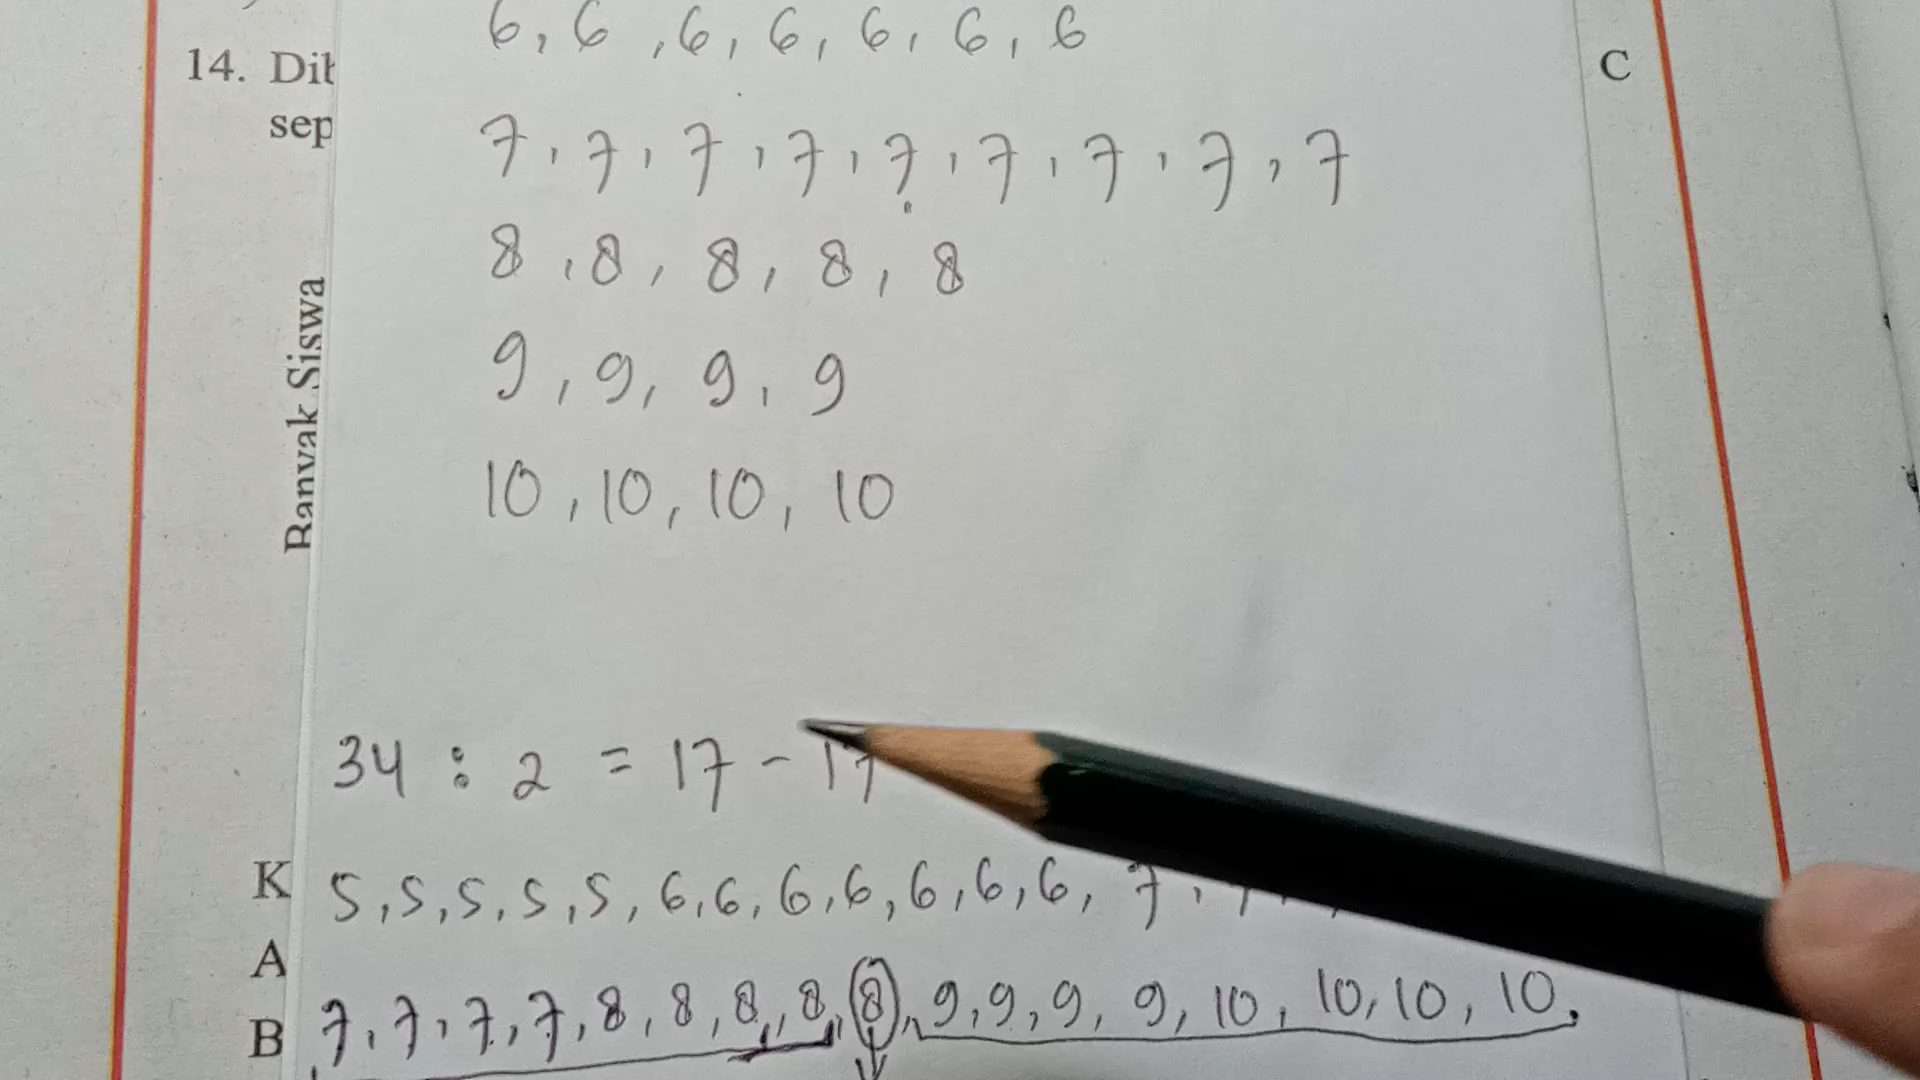 6, 6, 6, 6, 6, 6, 6
14. Dib
C
sep
7, 7, 7, 7, 7, 7, 7, 7, 7
8, 8, 8, 8, 8
Banyak Siswa
9, 9, 9, 9
10, 10, 10, 10
34 : 2 = 17 - 17
K
5, 5, 5, 5, 5, 6, 6, 6, 6, 6, 6, 6, 7,
A
7, 7, 7, 7, 8, 8, 8, 8, 8, 9, 9, 9, 9, 10, 10, 10, 10.
B